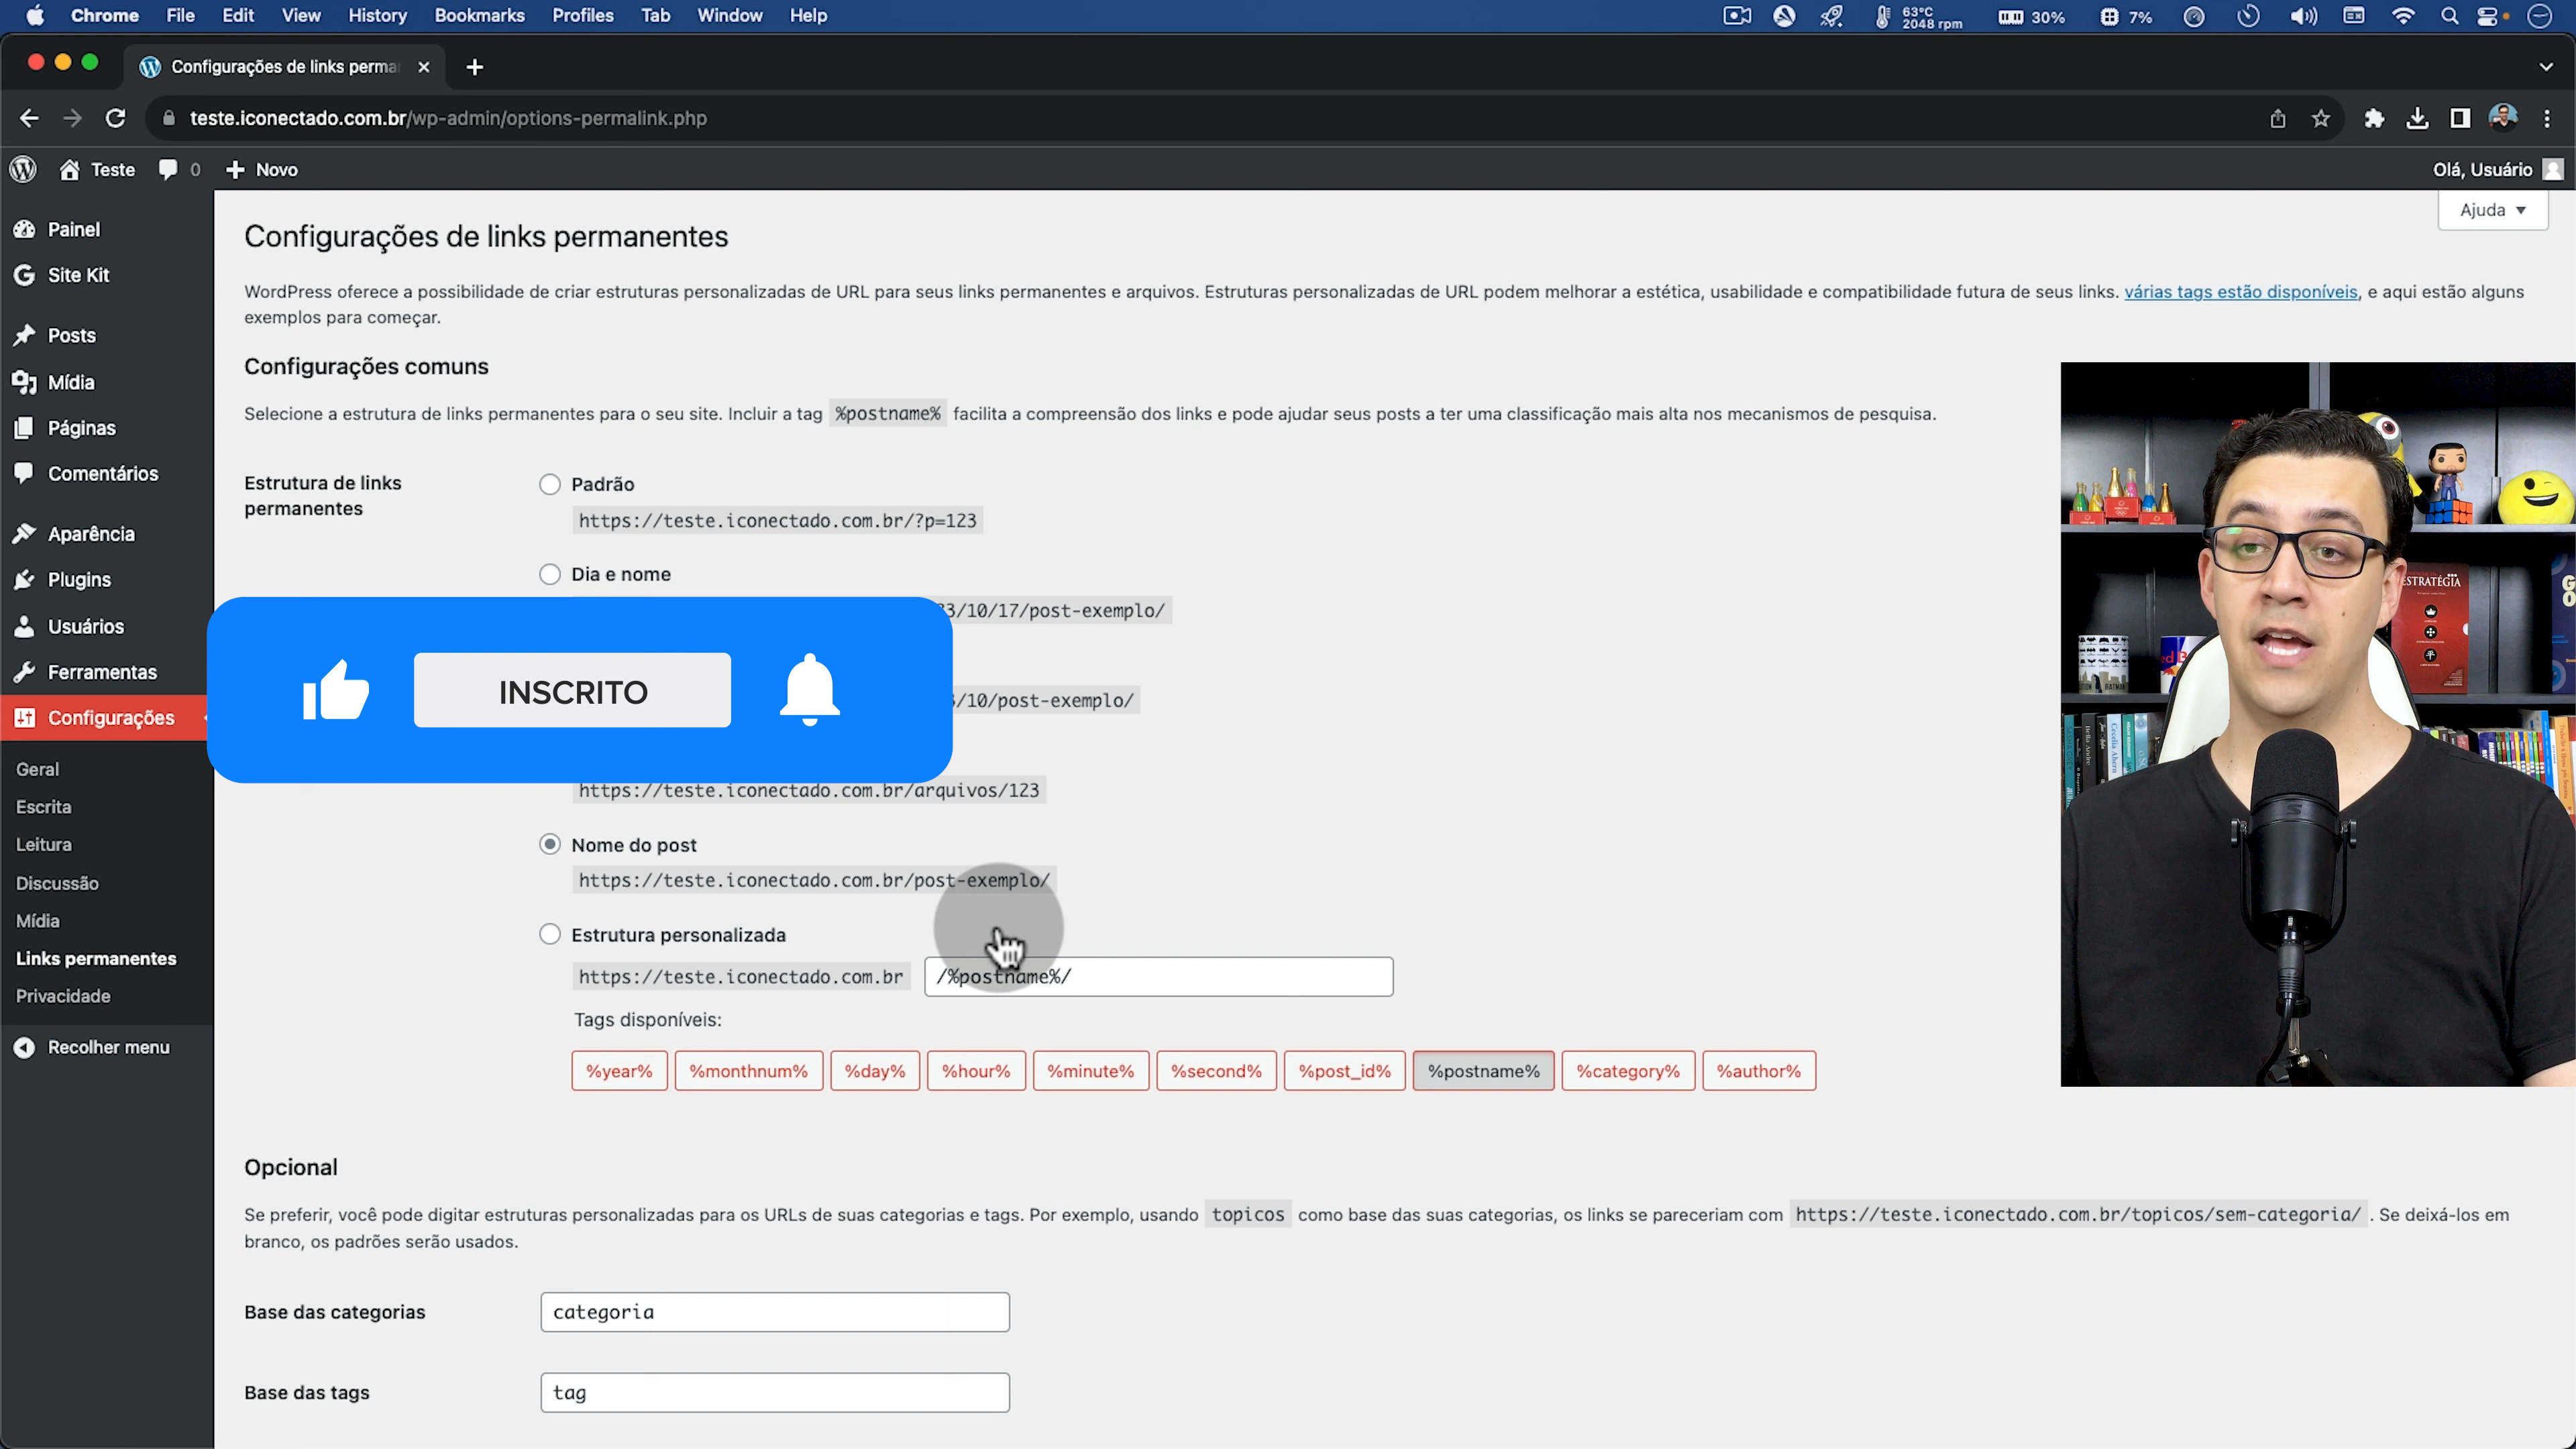 Chrome File Edit View History Bookmarks Profiles Tab Window Help
63°C
2048 rpm
30%
7%
Configurações de links perma
teste.iconectado.com.br/wp-admin/options-permalink.php
Teste 0 Novo
Olá, Usuário
Ajuda
Painel
Site Kit
Posts
Mídia
Páginas
Comentários
Aparência
Plugins
Usuários
Ferramentas
Configurações
Geral
Escrita
Leitura
Discussão
Mídia
Links permanentes
Privacidade
Recolher menu
Configurações de links permanentes
WordPress oferece a possibilidade de criar estruturas personalizadas de URL para seus links permanentes e arquivos. Estruturas personalizadas de URL podem melhorar a estética, usabilidade e compatibilidade futura de seus links. várias tags estão disponíveis, e aqui estão alguns
exemplos para começar.
Configurações comuns
Selecione a estrutura de links permanentes para o seu site. Incluir a tag %postname% facilita a compreensão dos links e pode ajudar seus posts a ter uma classificação mais alta nos mecanismos de pesquisa.
Estrutura de links
permanentes
Padrão
https://teste.iconectado.com.br/?p=123
Dia e nome
3/10/17/post-exemplo/
INSCRITO
/10/post-exemplo/
https://teste.iconectado.com.br/arquivos/123
Nome do post
https://teste.iconectado.com.br/post-exemplo/
Estrutura personalizada
https://teste.iconectado.com.br /%postname%/
Tags disponíveis:
%year% %monthnum% %day% %hour% %minute% %second% %post_id% %postname% %category% %author%
Opcional
Se preferir, você pode digitar estruturas personalizadas para os URLs de suas categorias e tags. Por exemplo, usando topicos como base das suas categorias, os links se pareceriam com https://teste.iconectado.com.br/topicos/sem-categoria/ . Se deixá-los em
branco, os padrões serão usados.
Base das categorias categoria
Base das tags tag
ESTRATÉGIA